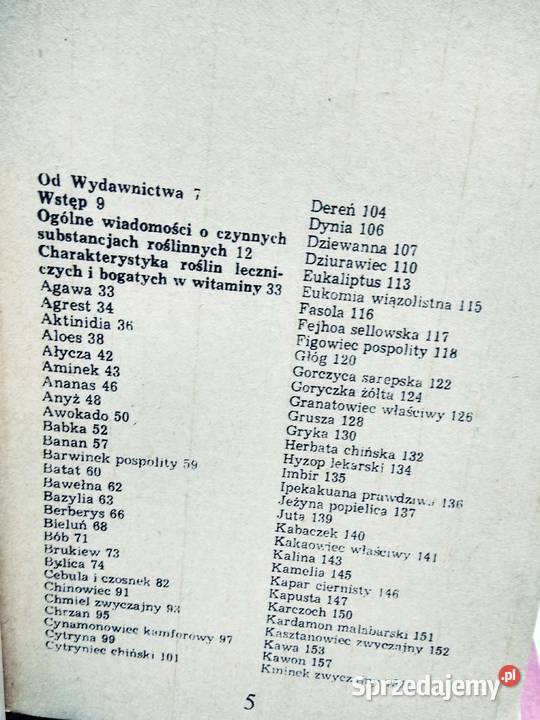 Od Wydawnictwa 7
Wstęp 9
Ogólne wiadomości o czynnych
substancjach roślinnych 12
Charakterystyka roślin leczni-
czych i bogatych w witaminy 33
Agawa 33
Agrest 34
Aktinidia 36
Aloes 38
Ałycza 42
Aminek 43
Ananas 46
Anyż 48
Awokado 50
Babka 52
Banan 57
Barwinek pospolity 59
Batat 60
Bawełna 62
Bazylia 63
Berberys 66
Bieluń 68
Bób 71
Brukiew 73
Bylica 74
Cebula i czosnek 82
Chinowiec 91
Chmiel zwyczajny 93
Chrzan 95
Cynamonowiec kamforowy 97
Cytryna 99
Cytryniec chiński 101
Dereń 104
Dynia 106
Dziewanna 107
Dziurawiec 110
Eukaliptus 113
Eukomia wiązolistna 115
Fasola 116
Fejhoa sellowska 117
Figowiec pospolity 118
Głóg 120
Gorczyca sarepska 122
Goryczka żółta 124
Granatowiec właściwy 126
Grusza 128
Gryka 130
Herbata chińska 132
Hyzop lekarski 134
Imbir 135
Ipekakuana prawdziwa 136
Jeżyna popielica 137
Juta 139
Kabaczek 140
Kakaowiec właściwy 141
Kalina 143
Kamelia 145
Kapar ciernisty 146
Kapusta 147
Karczoch 150
Kardamon malabarski 151
Kasztanowiec zwyczajny 152
Kawa 153
Kawon 157
Kminek zwyczajny
5
Sprzedajemy.pl